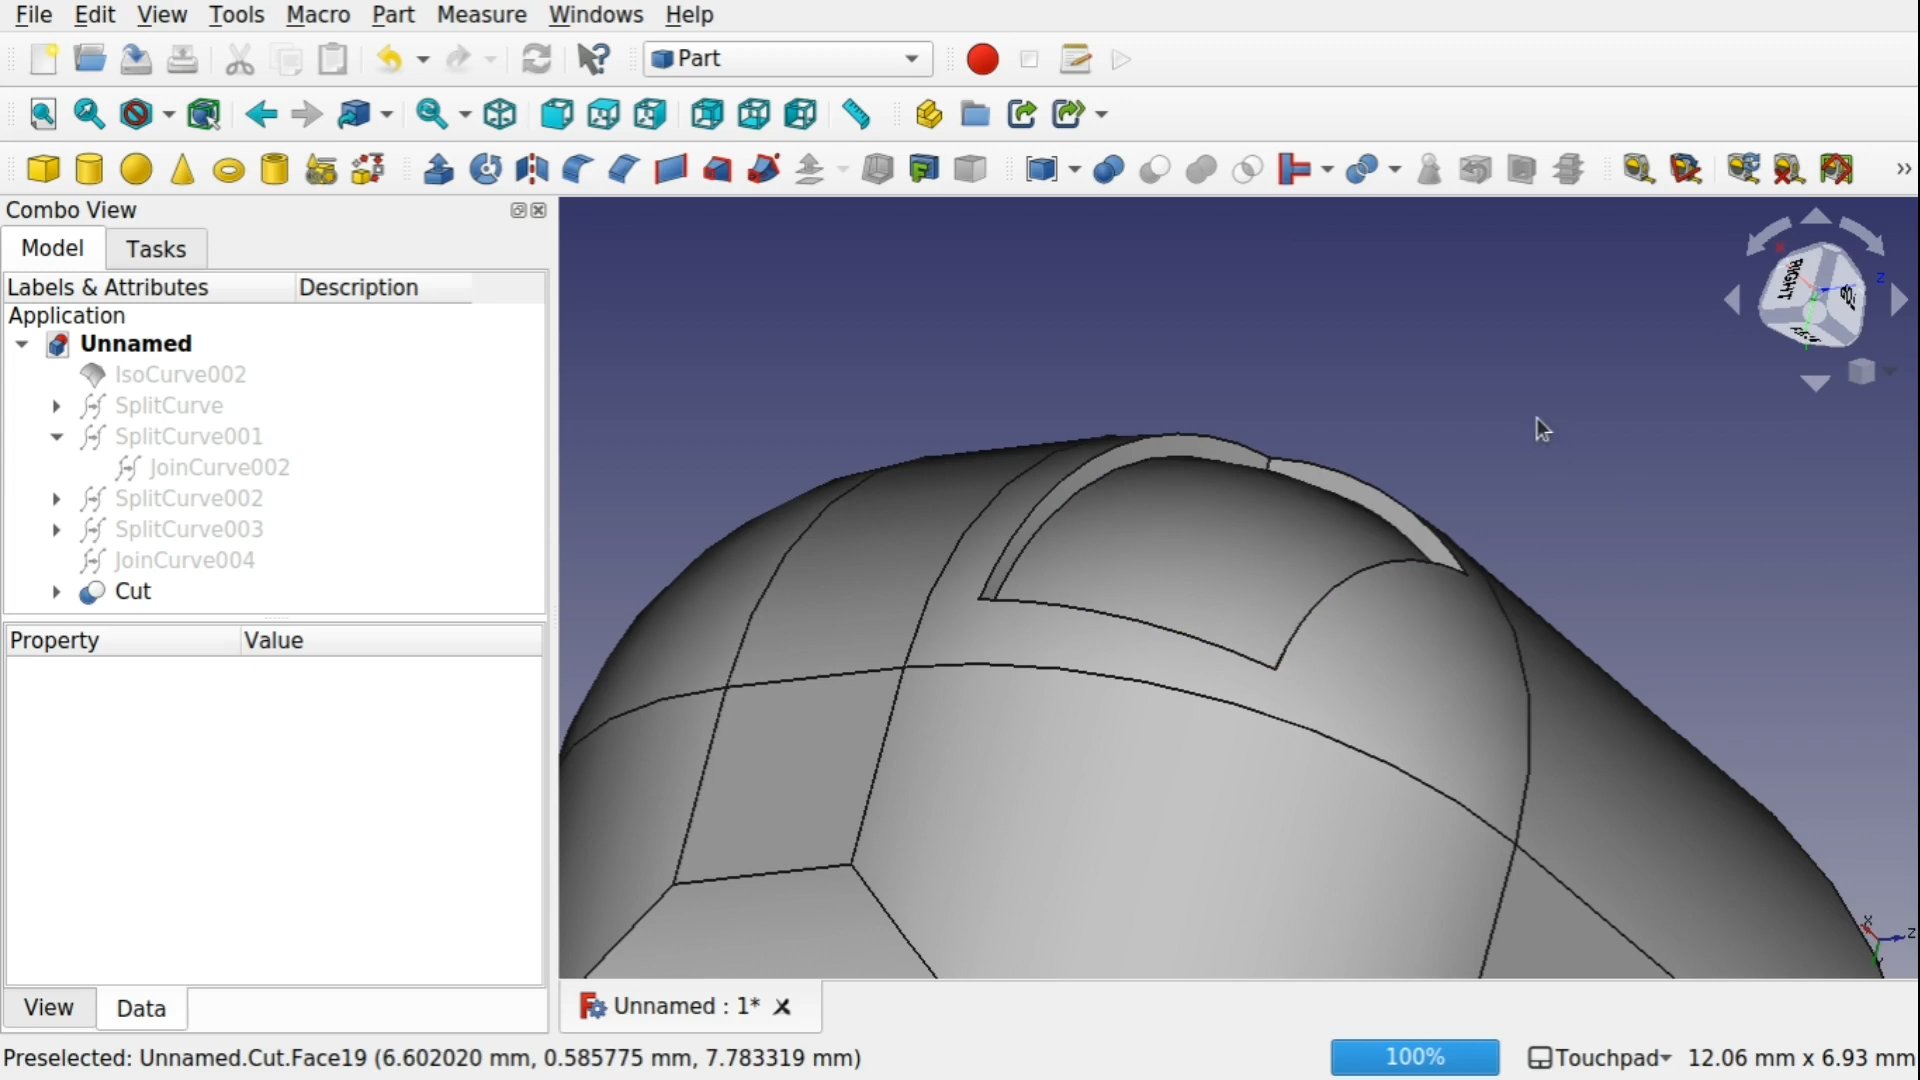 File Edit View Tools Macro Part Measure Windows Help
Part
Combo View
Model Tasks
Labels & Attributes Description
Application
Unnamed
IsoCurve002
SplitCurve
SplitCurve001
JoinCurve002
SplitCurve002
SplitCurve003
JoinCurve004
Cut
Property Value
View Data
RIGHT
X
Z
X
Z
Unnamed : 1*
Preselected: Unnamed.Cut.Face19 (6.602020 mm, 0.585775 mm, 7.783319 mm)
100% Touchpad 12.06 mm x 6.93 mm